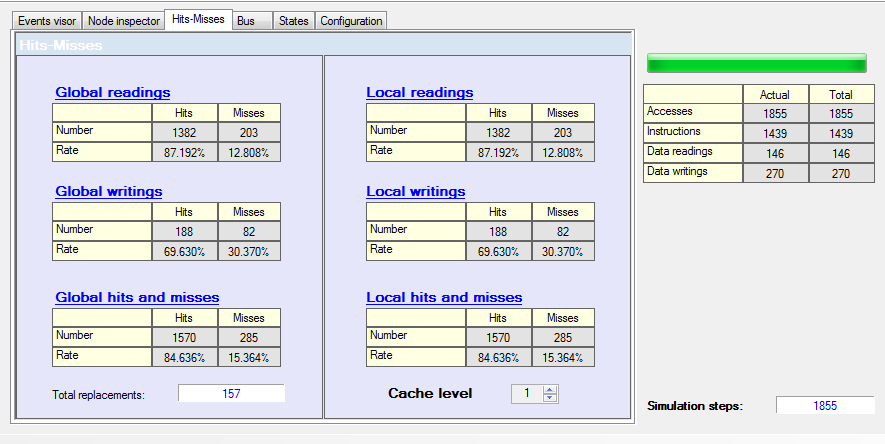 Events visor Node inspector Hits-Misses Bus States Configuration
Hits-Misses
Global readings
Hits Misses
Number 1382 203
Rate 87.192% 12.808%
Global writings
Hits Misses
Number 188 82
Rate 69.630% 30.370%
Global hits and misses
Hits Misses
Number 1570 285
Rate 84.636% 15.364%
Total replacements: 157
Local readings
Hits Misses
Number 1382 203
Rate 87.192% 12.808%
Local writings
Hits Misses
Number 188 82
Rate 69.630% 30.370%
Local hits and misses
Hits Misses
Number 1570 285
Rate 84.636% 15.364%
Cache level 1
Actual Total
Accesses 1855 1855
Instructions 1439 1439
Data readings 146 146
Data writings 270 270
Simulation steps: 1855